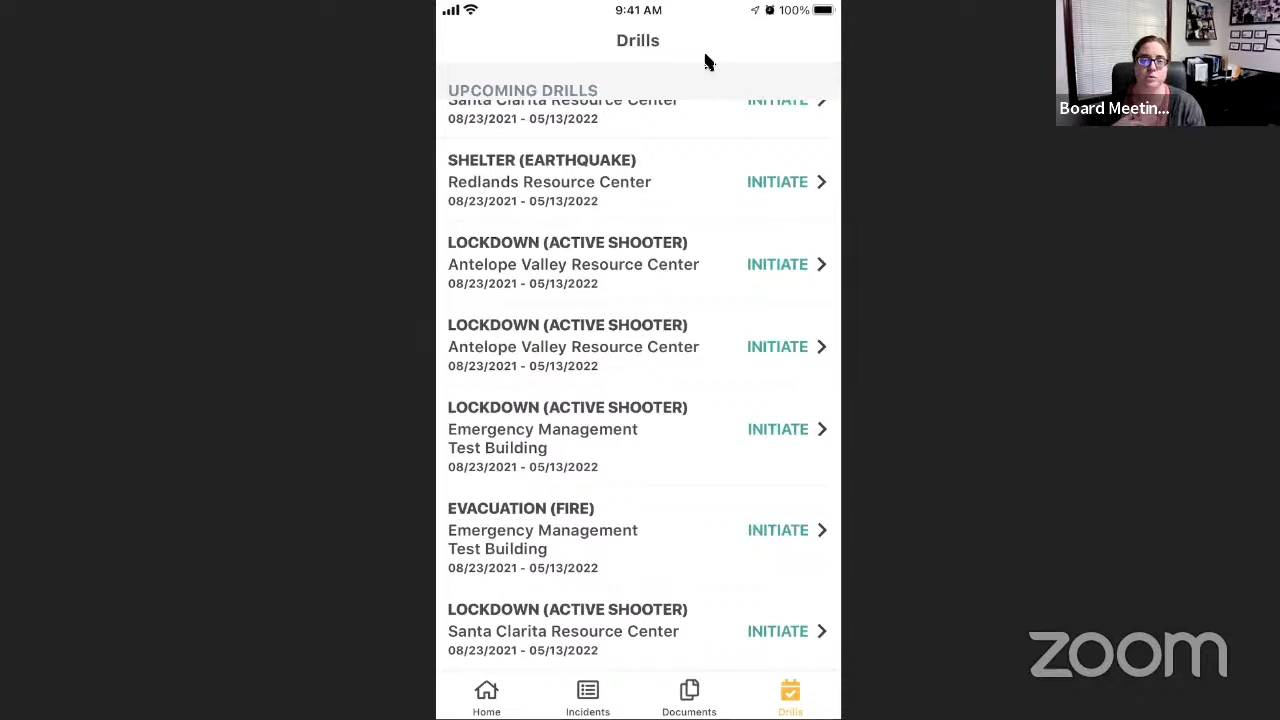 9:41 AM
100%
Drills
UPCOMING DRILLS
Santa Clarita Resource Center
INITIATE
08/23/2021 - 05/13/2022
SHELTER (EARTHQUAKE)
Redlands Resource Center
INITIATE
08/23/2021 - 05/13/2022
LOCKDOWN (ACTIVE SHOOTER)
Antelope Valley Resource Center
INITIATE
08/23/2021 - 05/13/2022
LOCKDOWN (ACTIVE SHOOTER)
Antelope Valley Resource Center
INITIATE
08/23/2021 - 05/13/2022
LOCKDOWN (ACTIVE SHOOTER)
Emergency Management
Test Building
INITIATE
08/23/2021 - 05/13/2022
EVACUATION (FIRE)
Emergency Management
Test Building
INITIATE
08/23/2021 - 05/13/2022
LOCKDOWN (ACTIVE SHOOTER)
Santa Clarita Resource Center
INITIATE
08/23/2021 - 05/13/2022
Home
Incidents
Documents
Drills
Board Meetin...
zoom